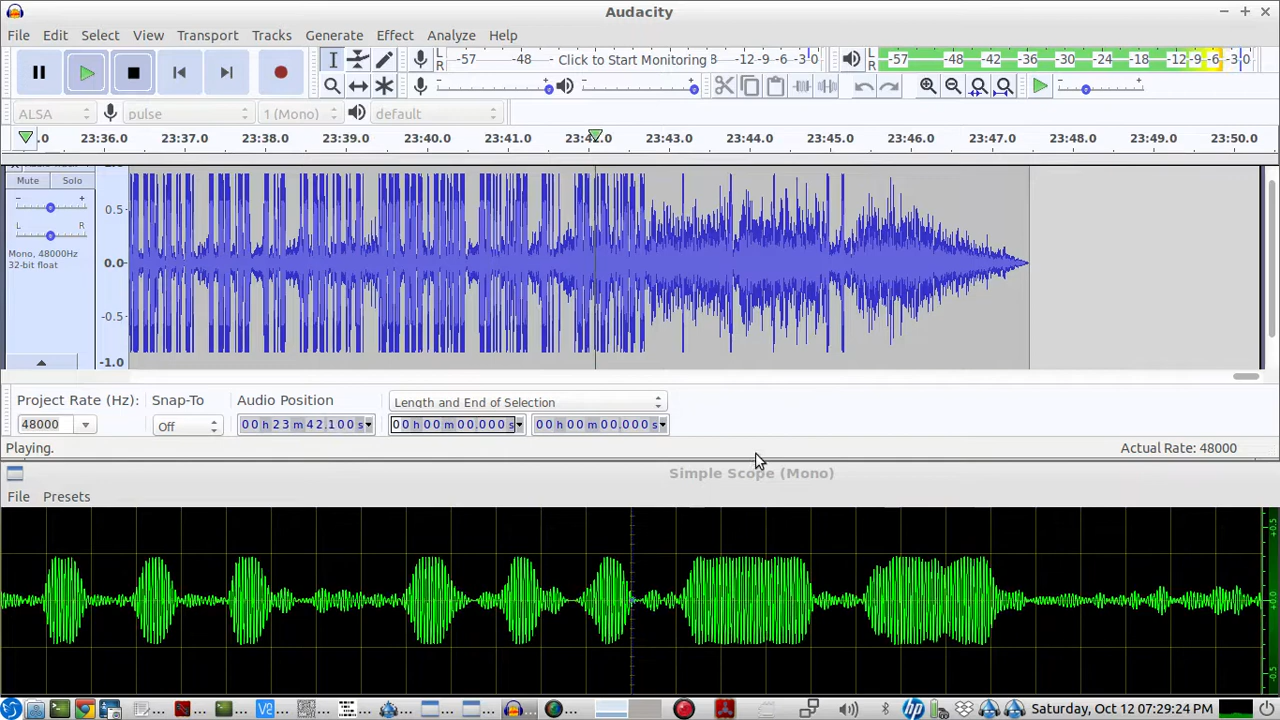 Audacity
File Edit Select View Transport Tracks Generate Effect Analyze Help
L R -57 -48 Click to Start Monitoring -12 -9 -6 -3 0 L R -57 -48 -42 -36 -30 -24 -18 -12 -9 -6 -3 0
ALSA pulse 1 (Mono) default
23:36.0 23:37.0 23:38.0 23:39.0 23:40.0 23:41.0 23:43.0 23:44.0 23:45.0 23:46.0 23:47.0 23:48.0 23:49.0 23:50.0
Mute Solo
- +
L R
Mono, 48000Hz
32-bit float
0.5
0.0
-0.5
-1.0
Project Rate (Hz): Snap-To Audio Position Length and End of Selection
48000 Off 00 h 23 m 42.100 s 00 h 00 m 00.000 s 00 h 00 m 00.000 s
Playing. Actual Rate: 48000
Simple Scope (Mono)
File Presets
+0.5
±0.0
-0.5
V2 ... Saturday, Oct 12 07:29:24 PM